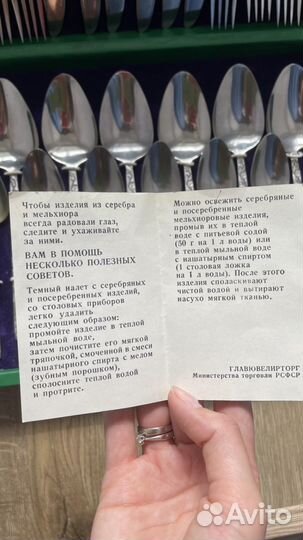 Чтобы изделия из серебра
и мельхиора
всегда радовали глаз,
следите и ухаживайте
за ними.
ВАМ В ПОМОЩЬ
НЕСКОЛЬКО ПОЛЕЗНЫХ
СОВЕТОВ.
Темный налет с серебряных
и посеребренных изделий,
со столовых приборов
легко удалить
следующим образом:
промойте изделие в теплой
мыльной воде,
затем почистите его мягкой
тряпочкой, смоченной в смеси
нашатырного спирта с мелом
(зубным порошком),
сполосните теплой водой
и протрите.
Можно освежить серебряные
и посеребренные
мельхиоровые изделия,
промыв их в теплой
воде с питьевой содой
(50 г на 1 л воды) или
в теплой мыльной воде
с нашатырным спиртом
(1 столовая ложка
на 1 л воды). После этого
изделия споласкивают
чистой водой и вытирают
насухо мягкой тканью.
ГЛАВЮВЕЛИРТОРГ
Министерства торговли РСФСР
Avito